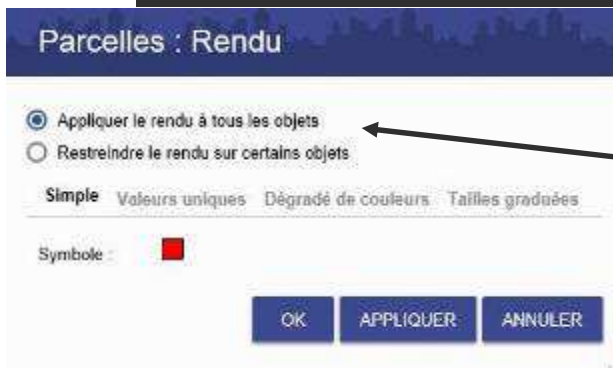 Parcelles : Rendu
Appliquer le rendu à tous les objets
Restreindre le rendu sur certains objets
Simple Valeurs uniques Dégradé de couleurs Tailles graduées
Symbole :
OK APPLIQUER ANNULER